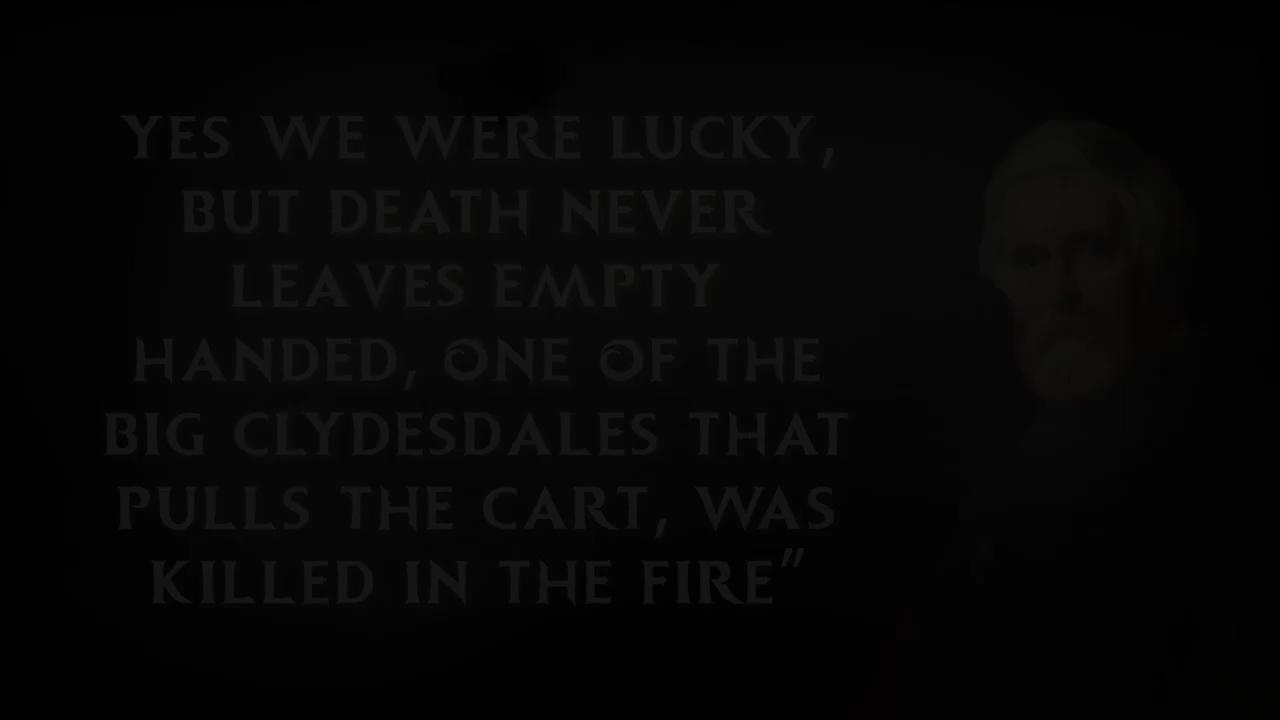 YES WE WERE LUCKY,
BUT DEATH NEVER
LEAVES EMPTY
HANDED, ONE OF THE
BIG CLYDESDALES THAT
PULLS THE CART, WAS
KILLED IN THE FIRE”